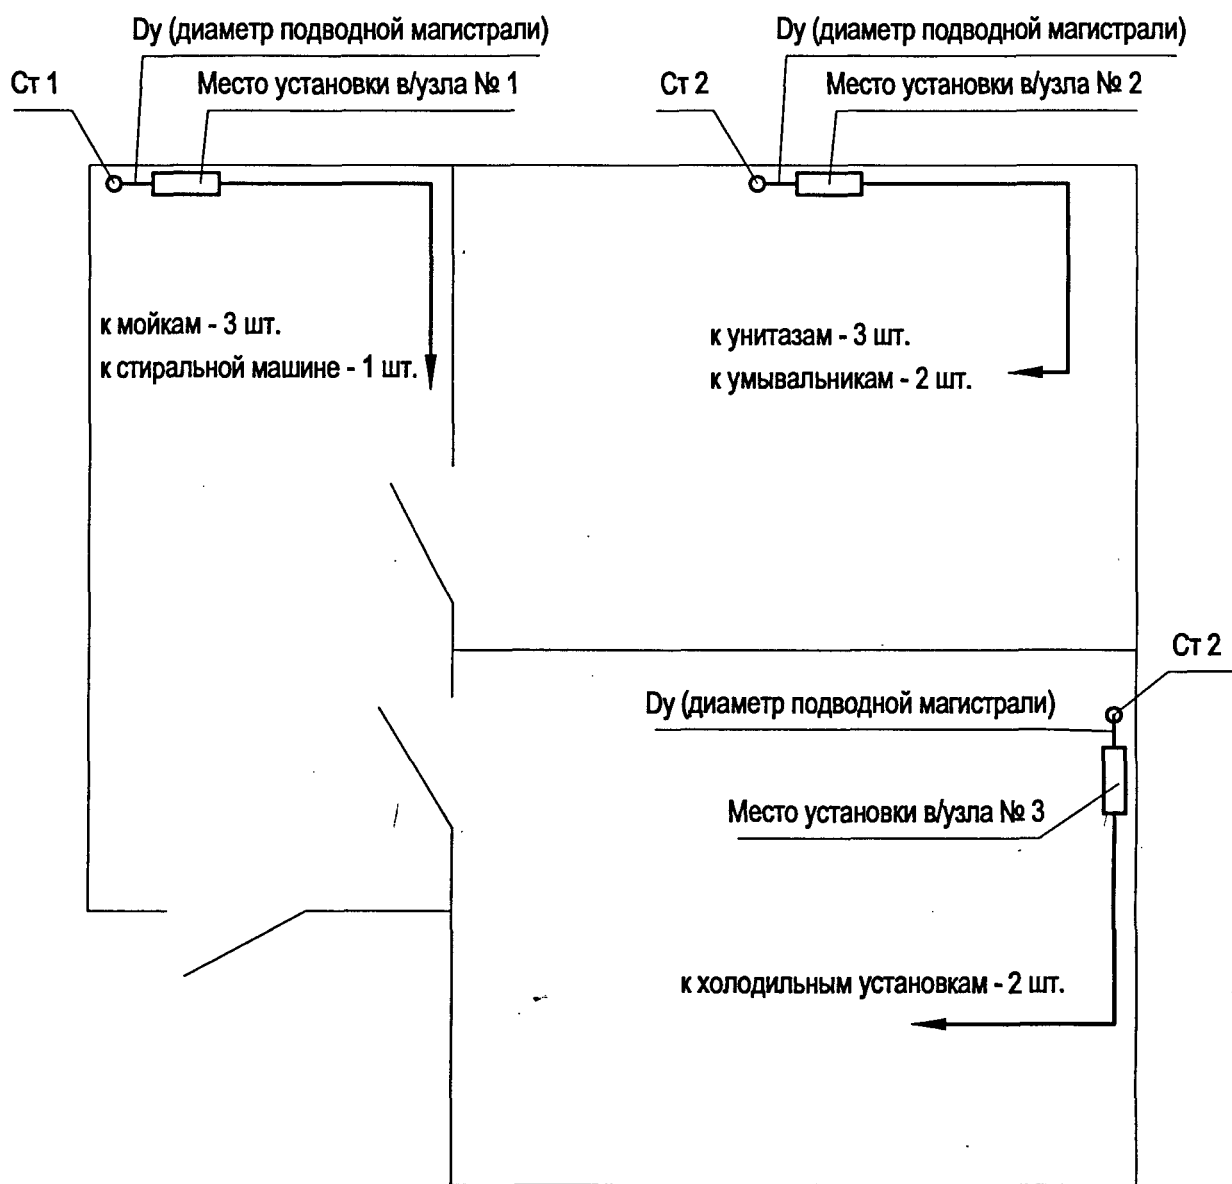 Dy (диаметр подводной магистрали)
Ст 1
Место установки в/узла № 1
Dy (диаметр подводной магистрали)
Ст 2
Место установки в/узла № 2
к мойкам - 3 шт.
к стиральной машине - 1 шт.
к унитазам - 3 шт.
к умывальникам - 2 шт.
Ст 2
Dy (диаметр подводной магистрали)
Место установки в/узла № 3
к холодильным установкам - 2 шт.